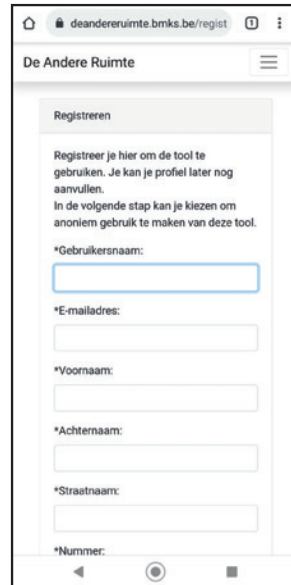 deandereruimte.bmks.be/regist
1
De Andere Ruimte
Registreren
Registreer je hier om de tool te
gebruiken. Je kan je profiel later nog
aanvullen.
In de volgende stap kan je kiezen om
anoniem gebruik te maken van deze tool.
*Gebruikersnaam:
*E-mailadres:
*Voornaam:
*Achternaam:
*Straatnaam:
*Nummer: